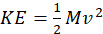 KE = ½Mv²